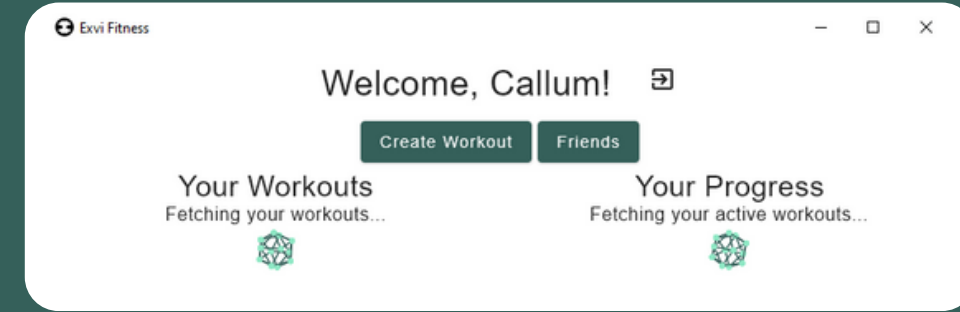 Exvi Fitness
Welcome, Callum!
Create Workout Friends
Your Workouts
Fetching your workouts...
Your Progress
Fetching your active workouts...